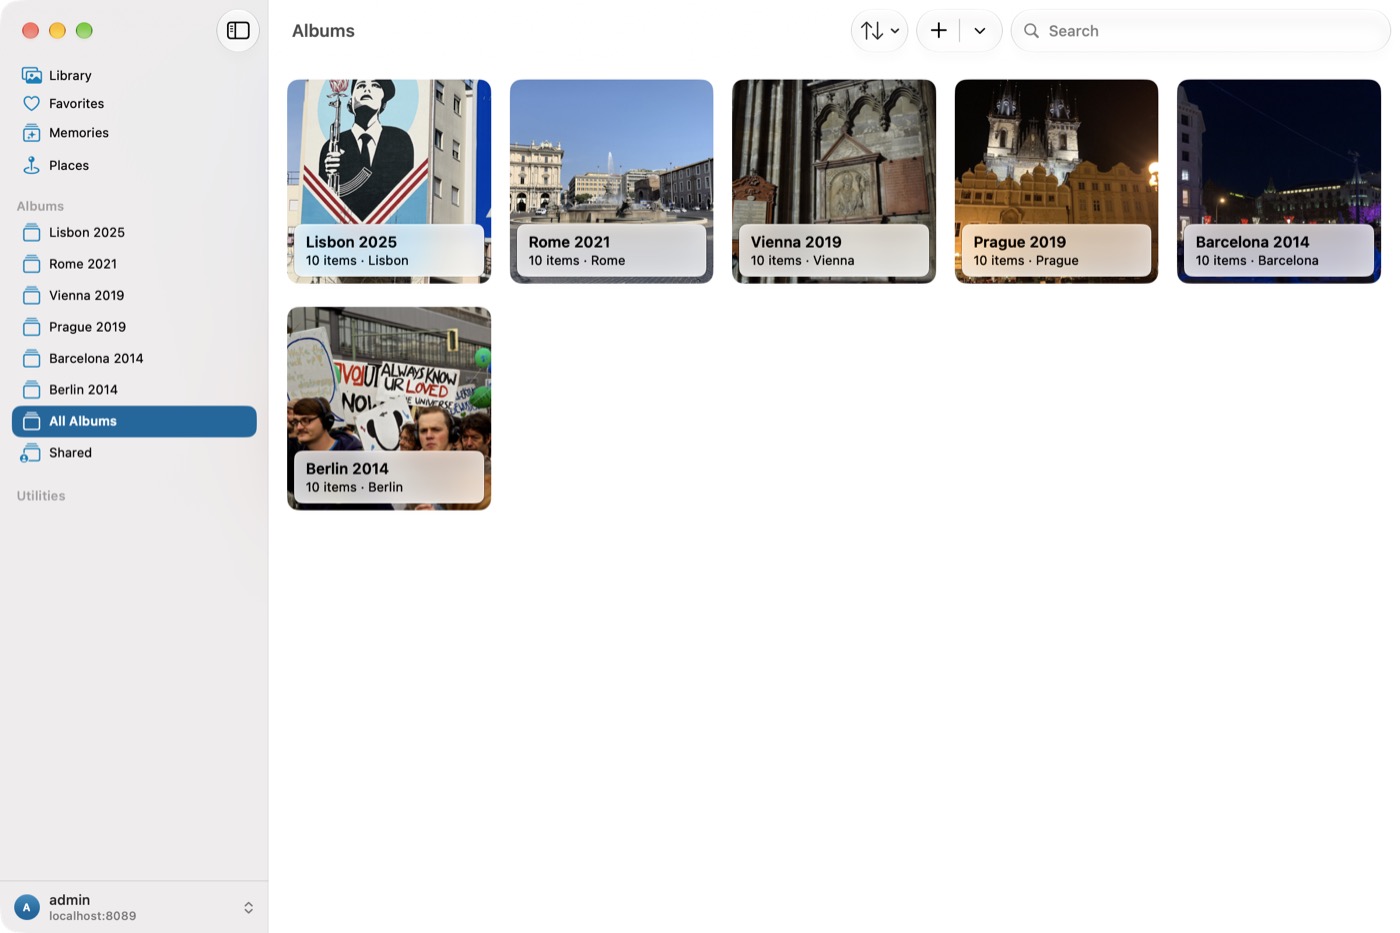 Albums
Search
Library
Favorites
Memories
Places
Albums
Lisbon 2025
Rome 2021
Vienna 2019
Prague 2019
Barcelona 2014
Berlin 2014
All Albums
Shared
Utilities
admin
localhost:8089
A
Lisbon 2025
10 items · Lisbon
Rome 2021
10 items · Rome
Vienna 2019
10 items · Vienna
Prague 2019
10 items · Prague
Barcelona 2014
10 items · Barcelona
ALWAYS KNOW
UR LOVED
UNIVERSE
Berlin 2014
10 items · Berlin